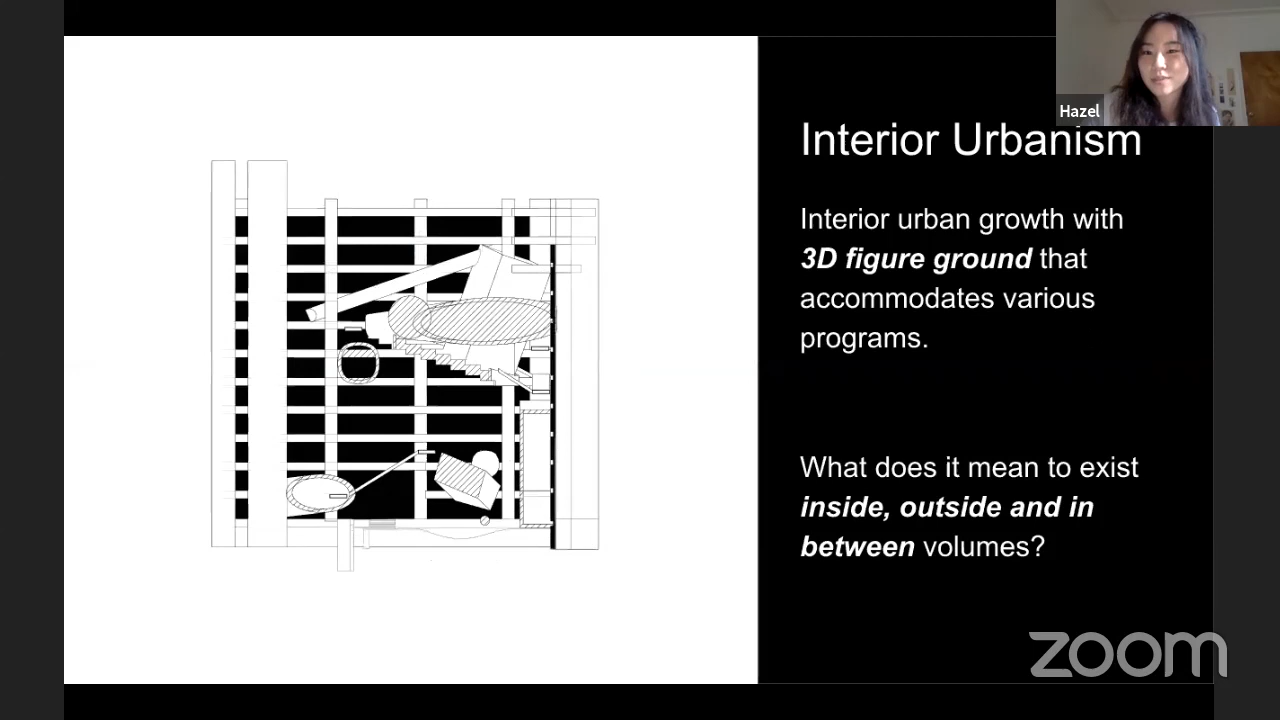 Hazel
Interior Urbanism
Interior urban growth with
3D figure ground that
accommodates various
programs.
What does it mean to exist
inside, outside and in
between volumes?
zoom